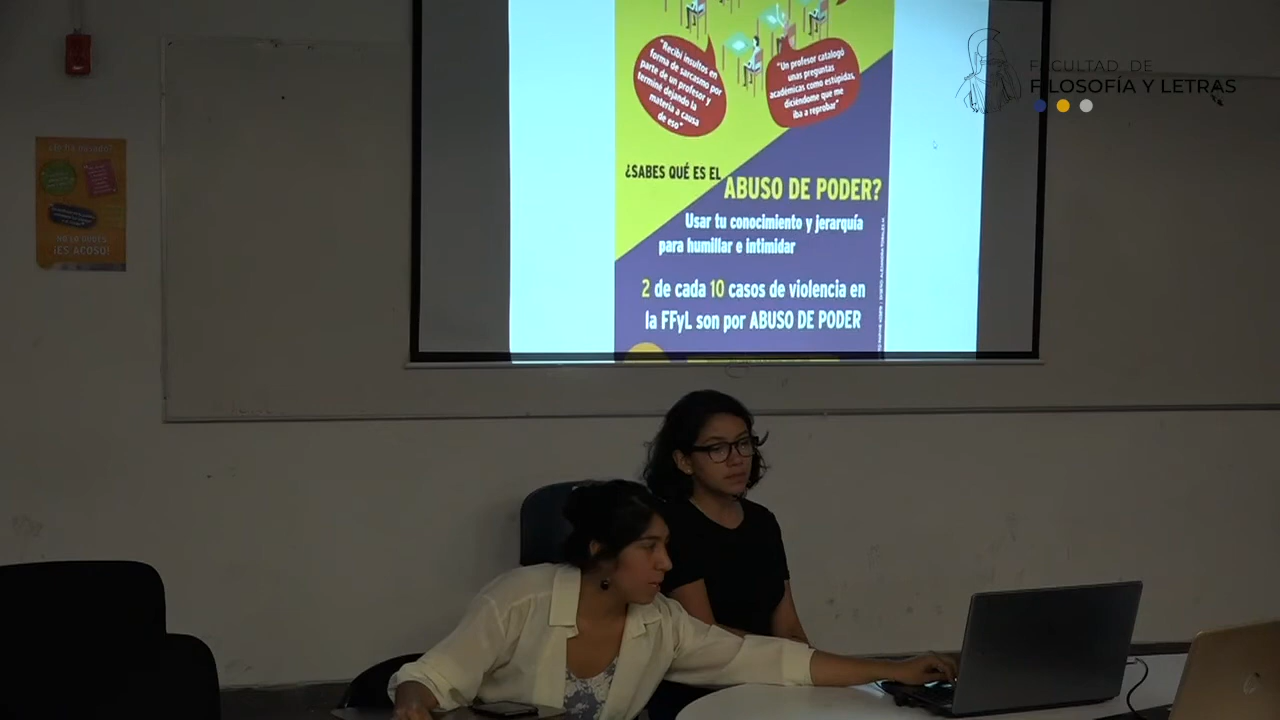 "Recibí insultos en
forma de sarcasmo por
parte de un profesor y
terminé dejando la
materia a causa
de eso"
"Un profesor catalogó
unas preguntas
académicas como estúpidas,
diciéndome que me
iba a reprobar"
¿SABES QUÉ ES EL
ABUSO DE PODER?
Usar tu conocimiento y jerarquía
para humillar e intimidar
2 de cada 10 casos de violencia en
la FFyL son por ABUSO DE PODER
FACULTAD DE
FILOSOFÍA Y LETRAS
NO LO DUDES
¡ES ACOSO!